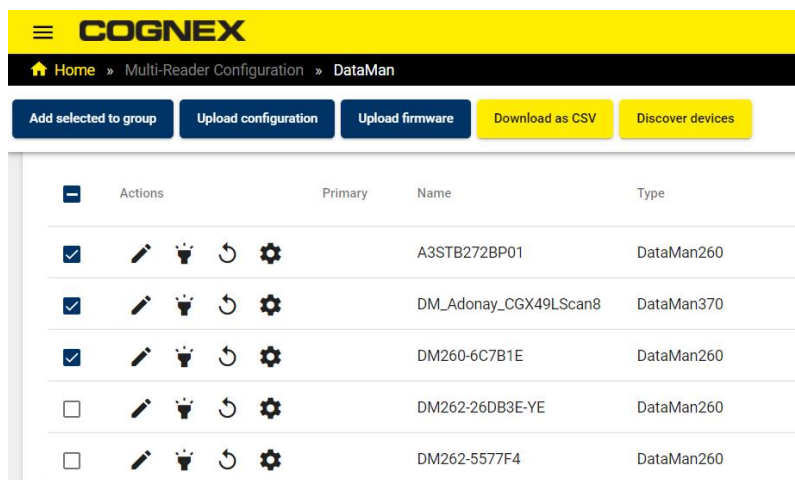 COGNEX
Home » Multi-Reader Configuration » DataMan
Add selected to group Upload configuration Upload firmware Download as CSV Discover devices
Actions Primary Name Type
A3STB272BP01 DataMan260
DM_Adonay_CGX49LScan8 DataMan370
DM260-6C7B1E DataMan260
DM262-26DB3E-YE DataMan260
DM262-5577F4 DataMan260